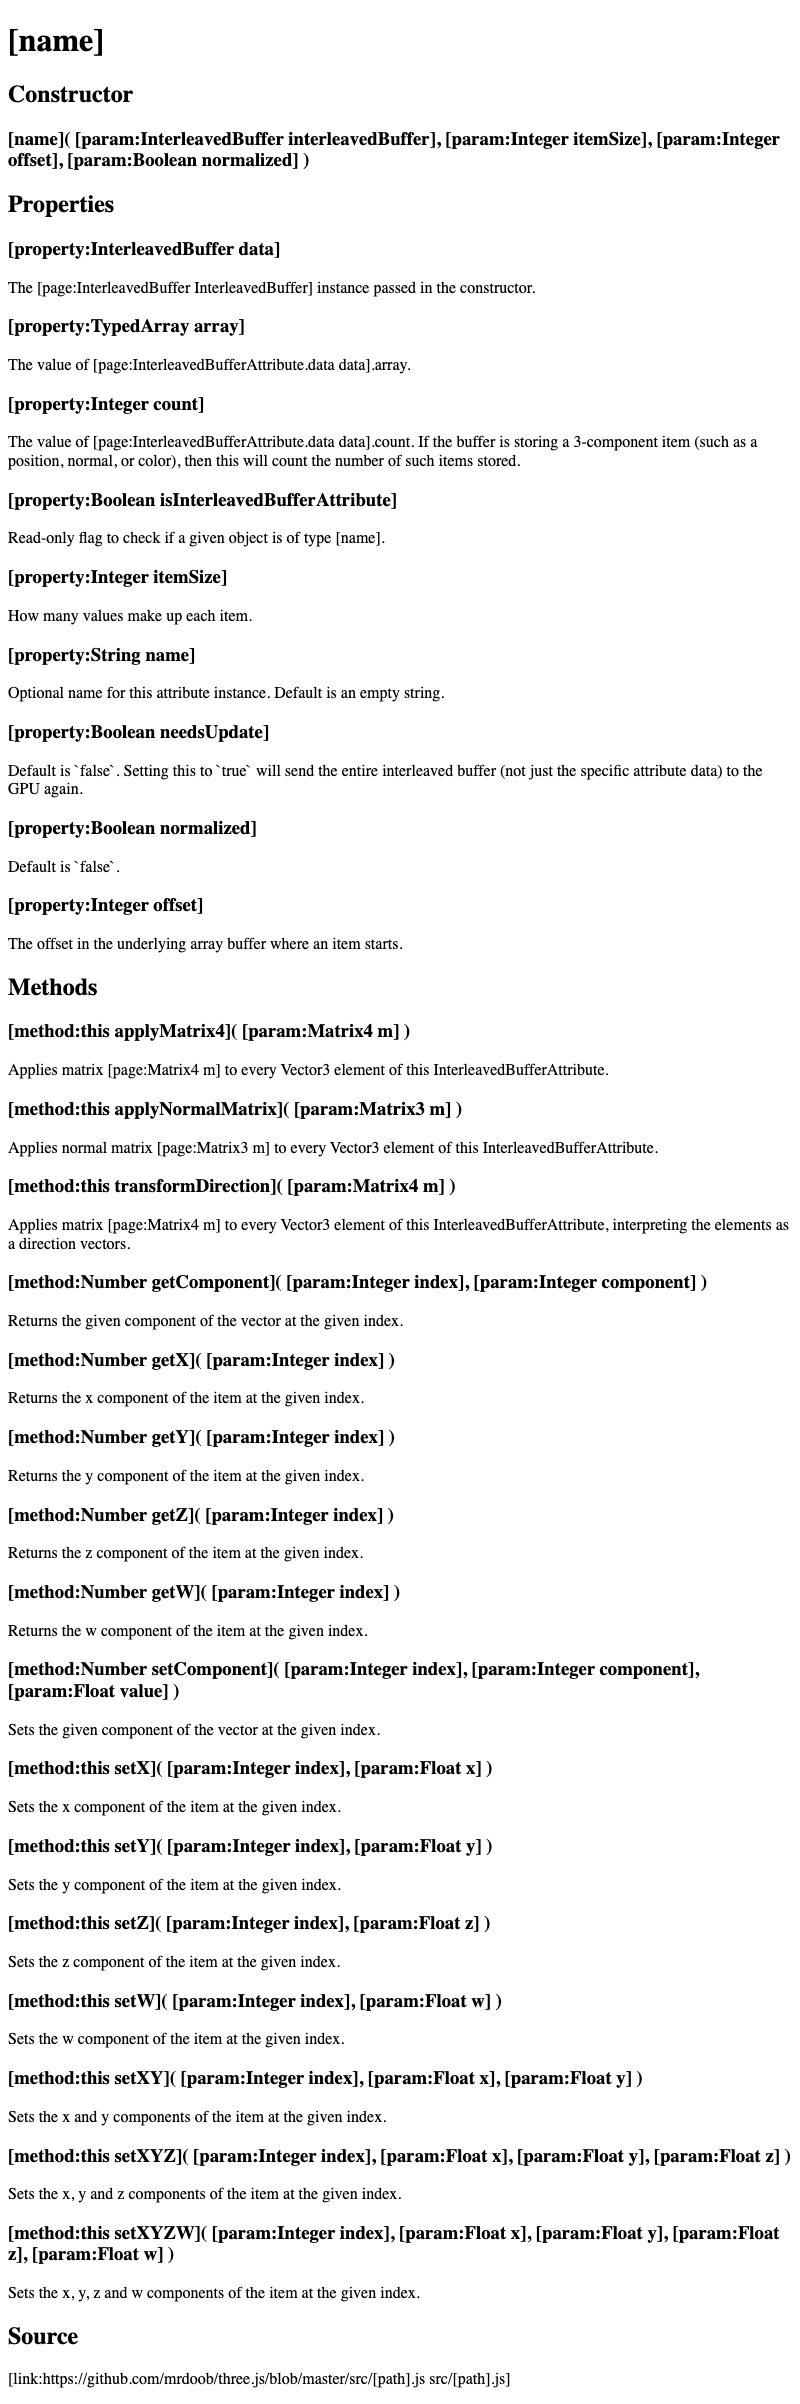 [name]
Constructor
[name]( [param:InterleavedBuffer interleavedBuffer], [param:Integer itemSize], [param:Integer
offset], [param:Boolean normalized] )
Properties
[property:InterleavedBuffer data]
The [page:InterleavedBuffer InterleavedBuffer] instance passed in the constructor.
[property:TypedArray array]
The value of [page:InterleavedBufferAttribute.data data].array.
[property:Integer count]
The value of [page:InterleavedBufferAttribute.data data].count. If the buffer is storing a 3-component item (such as a
position, normal, or color), then this will count the number of such items stored.
[property:Boolean isInterleavedBufferAttribute]
Read-only flag to check if a given object is of type [name].
[property:Integer itemSize]
How many values make up each item.
[property:String name]
Optional name for this attribute instance. Default is an empty string.
[property:Boolean needsUpdate]
Default is `false`. Setting this to `true` will send the entire interleaved buffer (not just the specific attribute data) to the
GPU again.
[property:Boolean normalized]
Default is `false`.
[property:Integer offset]
The offset in the underlying array buffer where an item starts.
Methods
[method:this applyMatrix4]( [param:Matrix4 m] )
Applies matrix [page:Matrix4 m] to every Vector3 element of this InterleavedBufferAttribute.
[method:this applyNormalMatrix]( [param:Matrix3 m] )
Applies normal matrix [page:Matrix3 m] to every Vector3 element of this InterleavedBufferAttribute.
[method:this transformDirection]( [param:Matrix4 m] )
Applies matrix [page:Matrix4 m] to every Vector3 element of this InterleavedBufferAttribute, interpreting the elements as
a direction vectors.
[method:Number getComponent]( [param:Integer index], [param:Integer component] )
Returns the given component of the vector at the given index.
[method:Number getX]( [param:Integer index] )
Returns the x component of the item at the given index.
[method:Number getY]( [param:Integer index] )
Returns the y component of the item at the given index.
[method:Number getZ]( [param:Integer index] )
Returns the z component of the item at the given index.
[method:Number getW]( [param:Integer index] )
Returns the w component of the item at the given index.
[method:Number setComponent]( [param:Integer index], [param:Integer component],
[param:Float value] )
Sets the given component of the vector at the given index.
[method:this setX]( [param:Integer index], [param:Float x] )
Sets the x component of the item at the given index.
[method:this setY]( [param:Integer index], [param:Float y] )
Sets the y component of the item at the given index.
[method:this setZ]( [param:Integer index], [param:Float z] )
Sets the z component of the item at the given index.
[method:this setW]( [param:Integer index], [param:Float w] )
Sets the w component of the item at the given index.
[method:this setXY]( [param:Integer index], [param:Float x], [param:Float y] )
Sets the x and y components of the item at the given index.
[method:this setXYZ]( [param:Integer index], [param:Float x], [param:Float y], [param:Float z] )
Sets the x, y and z components of the item at the given index.
[method:this setXYZW]( [param:Integer index], [param:Float x], [param:Float y], [param:Float
z], [param:Float w] )
Sets the x, y, z and w components of the item at the given index.
Source
[link:https://github.com/mrdoob/three.js/blob/master/src/[path].js src/[path].js]